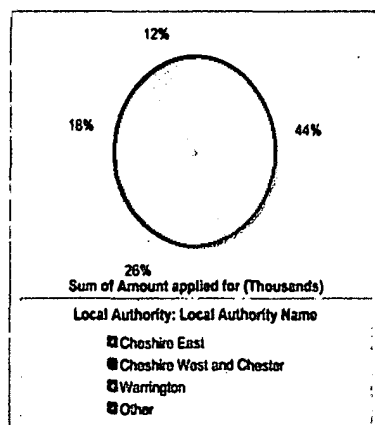 12%
18%
44%
26%
Sum of Amount applied for (Thousands)
Local Authority: Local Authority Name
Cheshire East
Cheshire West and Chester
Warrington
Other